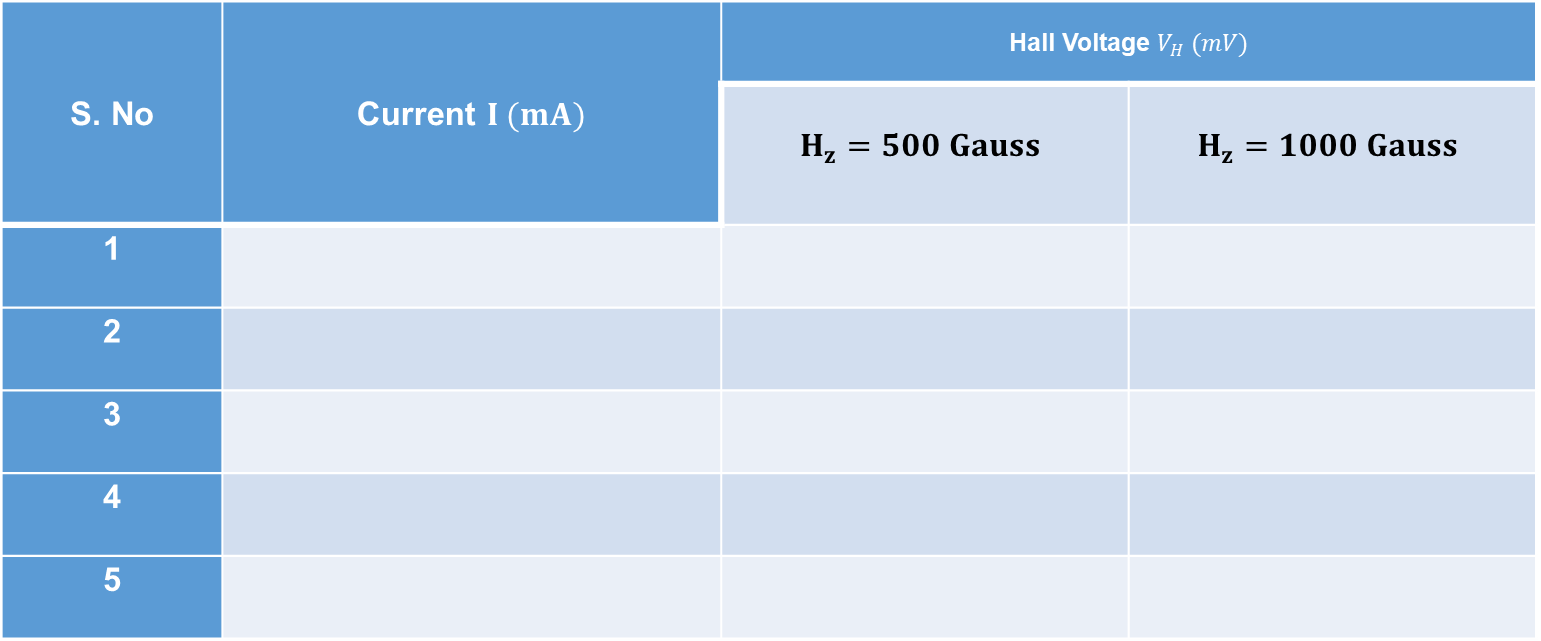 Hall Voltage V_H (mV)
S. No
Current I (mA)
H_z = 500 Gauss
H_z = 1000 Gauss
1
2
3
4
5